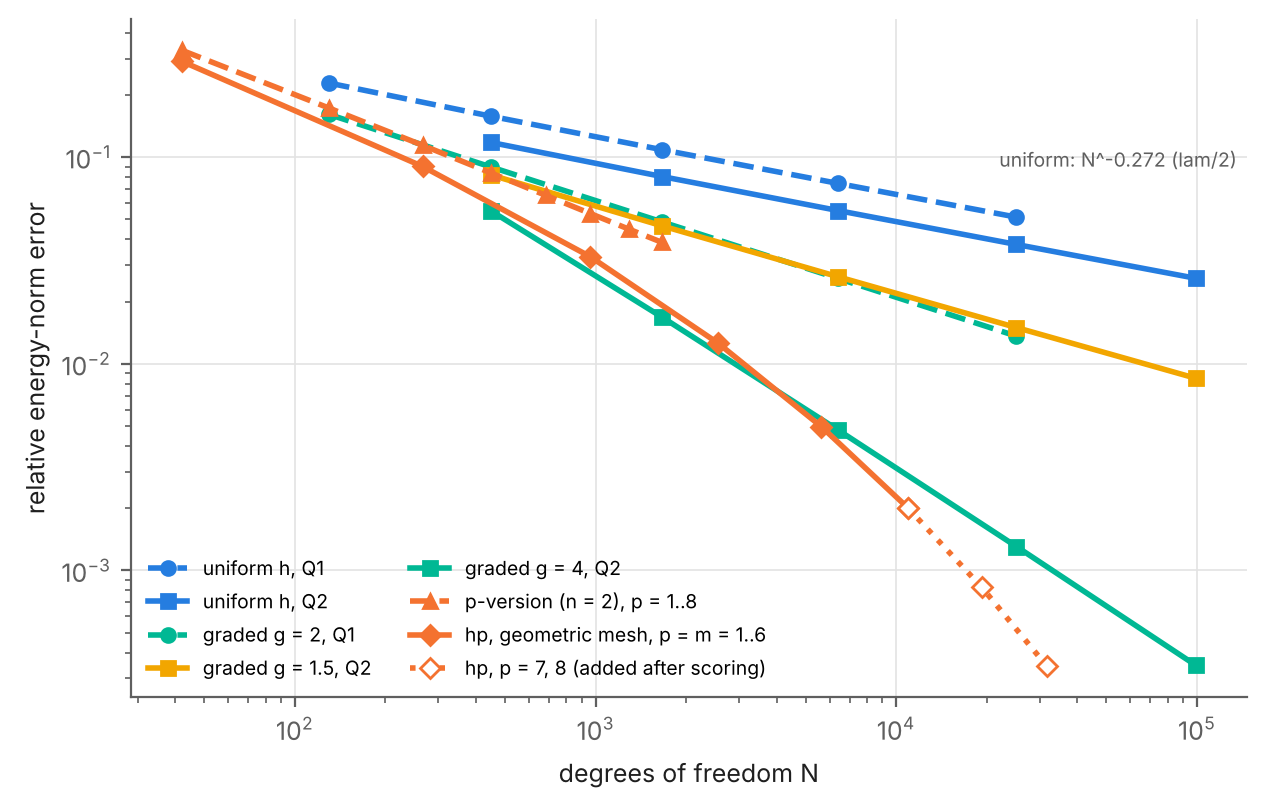 relative energy-norm error
10^-1
10^-2
10^-3
uniform: N^-0.272 (lam/2)
uniform h, Q1
uniform h, Q2
graded g = 2, Q1
graded g = 1.5, Q2
graded g = 4, Q2
p-version (n = 2), p = 1..8
hp, geometric mesh, p = m = 1..6
hp, p = 7, 8 (added after scoring)
10^2
10^3
10^4
10^5
degrees of freedom N